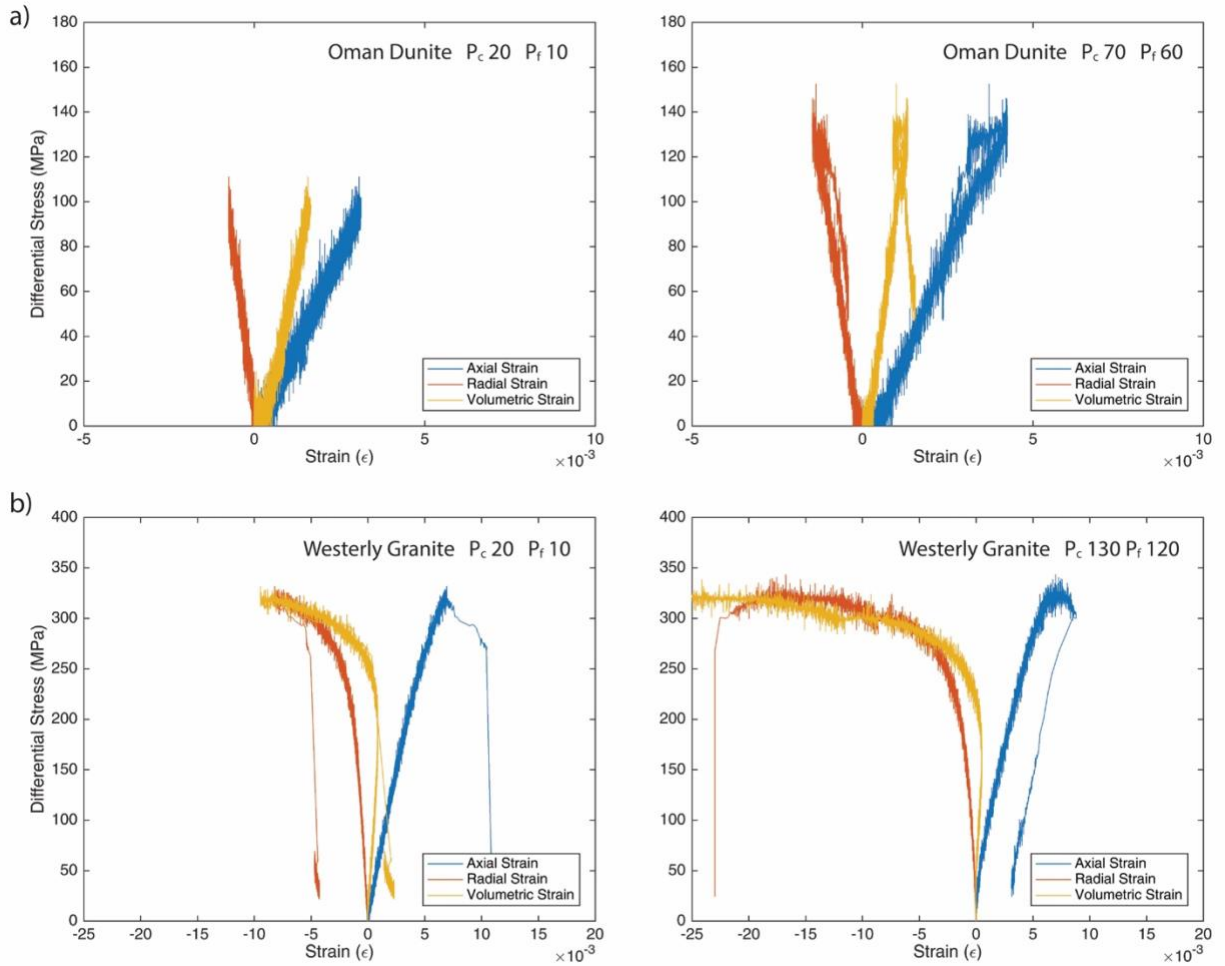 a)
180
160
140
120
100
80
60
40
20
0
Differential Stress (MPa)
Oman Dunite P_c 20 P_f 10
Axial Strain
Radial Strain
Volumetric Strain
-5 0 5 10
Strain (ϵ)
×10⁻³
180
160
140
120
100
80
60
40
20
0
Oman Dunite P_c 70 P_f 60
Axial Strain
Radial Strain
Volumetric Strain
-5 0 5 10
Strain (ϵ)
×10⁻³
b)
400
350
300
250
200
150
100
50
0
Differential Stress (MPa)
Westerly Granite P_c 20 P_f 10
Axial Strain
Radial Strain
Volumetric Strain
-25 -20 -15 -10 -5 0 5 10 15 20
Strain (ϵ)
×10⁻³
400
350
300
250
200
150
100
50
0
Westerly Granite P_c 130 P_f 120
Axial Strain
Radial Strain
Volumetric Strain
-25 -20 -15 -10 -5 0 5 10 15 20
Strain (ϵ)
×10⁻³